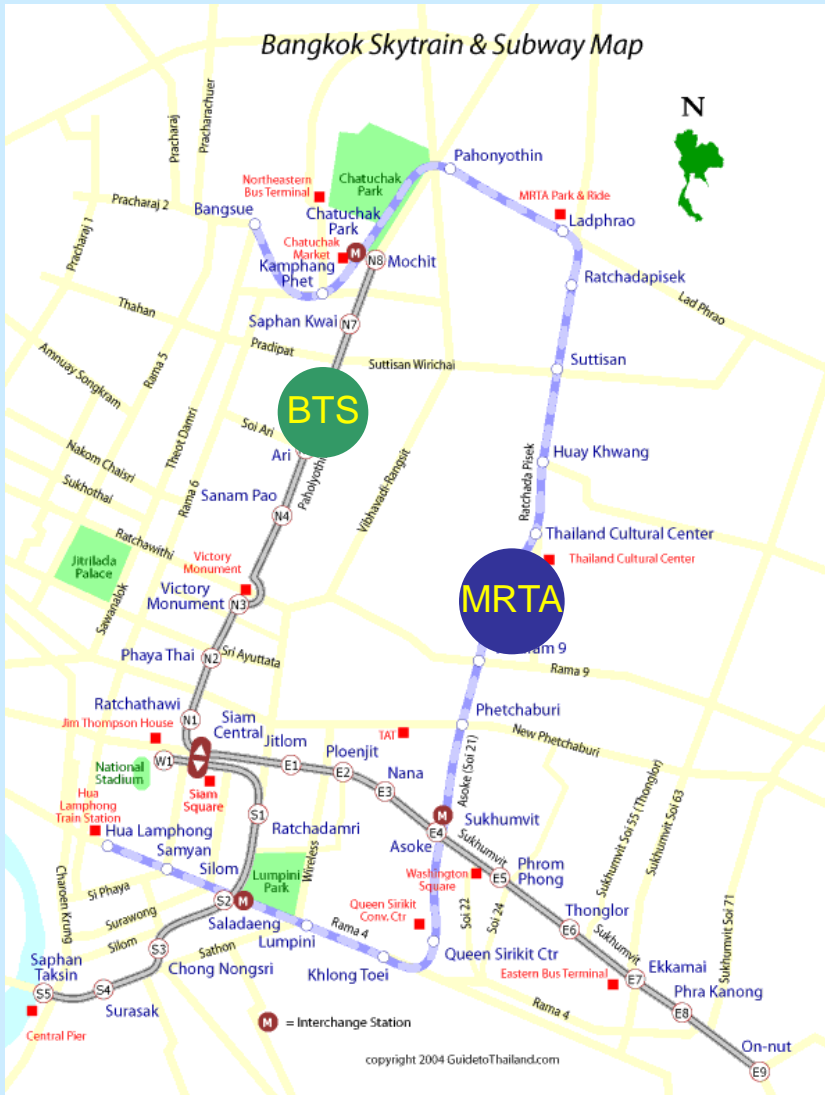 Bangkok Skytrain & Subway Map
N
Pracharaj
Pracharachuer
Pahonyothin
Northeastern
Bus Terminal
Chatuchak
Park
MRTA Park & Ride
Pracharaj 2
Bangsue
Chatuchak
Park
Ladphrao
Pracharaj 1
Chatuchak
Market
M
N8
Mochit
Kamphang
Phet
Ratchadapisek
Thahan
Saphan Kwai
N7
Lad Phrao
Pradipat
Suttisan Wirichai
Suttisan
Amnuay Songkram
Rama 5
Theot Damri
BTS
Soi Ari
Ari
Huay Khwang
Nakom Chaisri
Sukhothai
Rama 6
Sanam Pao
N4
Vibhavadi-Rangsit
Ratchada Pisek
Ratchawithi
Thailand Cultural Center
Victory
Monument
Thailand Cultural Center
Jitrilada
Palace
Victory
Monument
N3
MRTA
Sawanalok
Phaya Thai
N2
Sri Ayuttata
Rama 9
Ratchathawi
N1
Phetchaburi
Jim Thompson House
Siam
Central
TAT
New Phetchaburi
Jitlom
Ploenjit
National
Stadium
W1
E1
E2
Nana
Asoke (Soi 21)
Siam
Square
E3
Sukhumvit Soi 55 (Thonglor)
Sukhumvit Soi 63
Hua
Lamphong
Train Station
Hua Lamphong
S1
Ratchadamri
M
Sukhumvit
E4
Asoke
Sukhumvit
Samyan
Silom
Wireless
Lumpini
Park
Washington
Square
E5
Phrom
Phong
Si Phaya
Charoen Krung
S2
M
Saladaeng
Queen Sirikit
Conv. Ctr
Soi 22
Soi 24
Thonglor
Sukhumvit Soi 71
Surawong
Silom
Rama 4
Lumpini
E6
Sukhumvit
S3
Sathon
Queen Sirikit Ctr
Saphan
Taksin
Chong Nongsri
Khlong Toei
Eastern Bus Terminal
E7
Ekkamai
S5
S4
Surasak
Phra Kanong
Rama 4
E8
Central Pier
M = Interchange Station
On-nut
copyright 2004 GuidetoThailand.com
E9